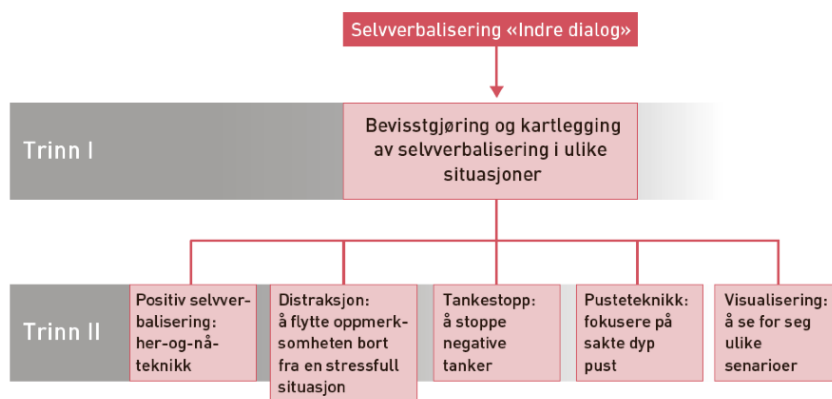 Selvverbalisering «Indre dialog»
Trinn I
Bevisstgjøring og kartlegging
av selvverbalisering i ulike
situasjoner
Trinn II
Positiv selvver-
balisering:
her-og-nå-
teknikk
Distraksjon:
å flytte oppmerk-
somheten bort
fra en stressfull
situasjon
Tankestopp:
å stoppe
negative
tanker
Pusteteknikk:
fokusere på
sakte dyp
pust
Visualisering:
å se for seg
ulike
senarioer